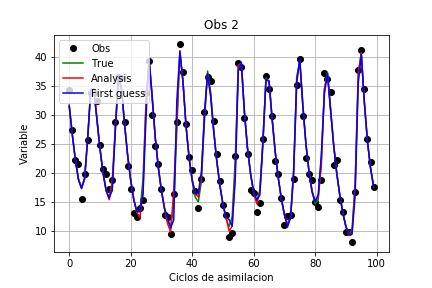 Obs 2
Obs
True
Analysis
First guess
Variable
40
35
30
25
20
15
10
0
20
40
60
80
100
Ciclos de asimilacion